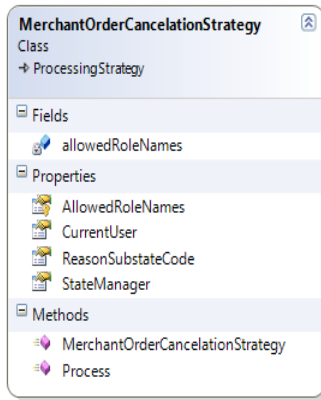 MerchantOrderCancelationStrategy
Class
ProcessingStrategy
Fields
allowedRoleNames
Properties
AllowedRoleNames
CurrentUser
ReasonSubstateCode
StateManager
Methods
MerchantOrderCancelationStrategy
Process